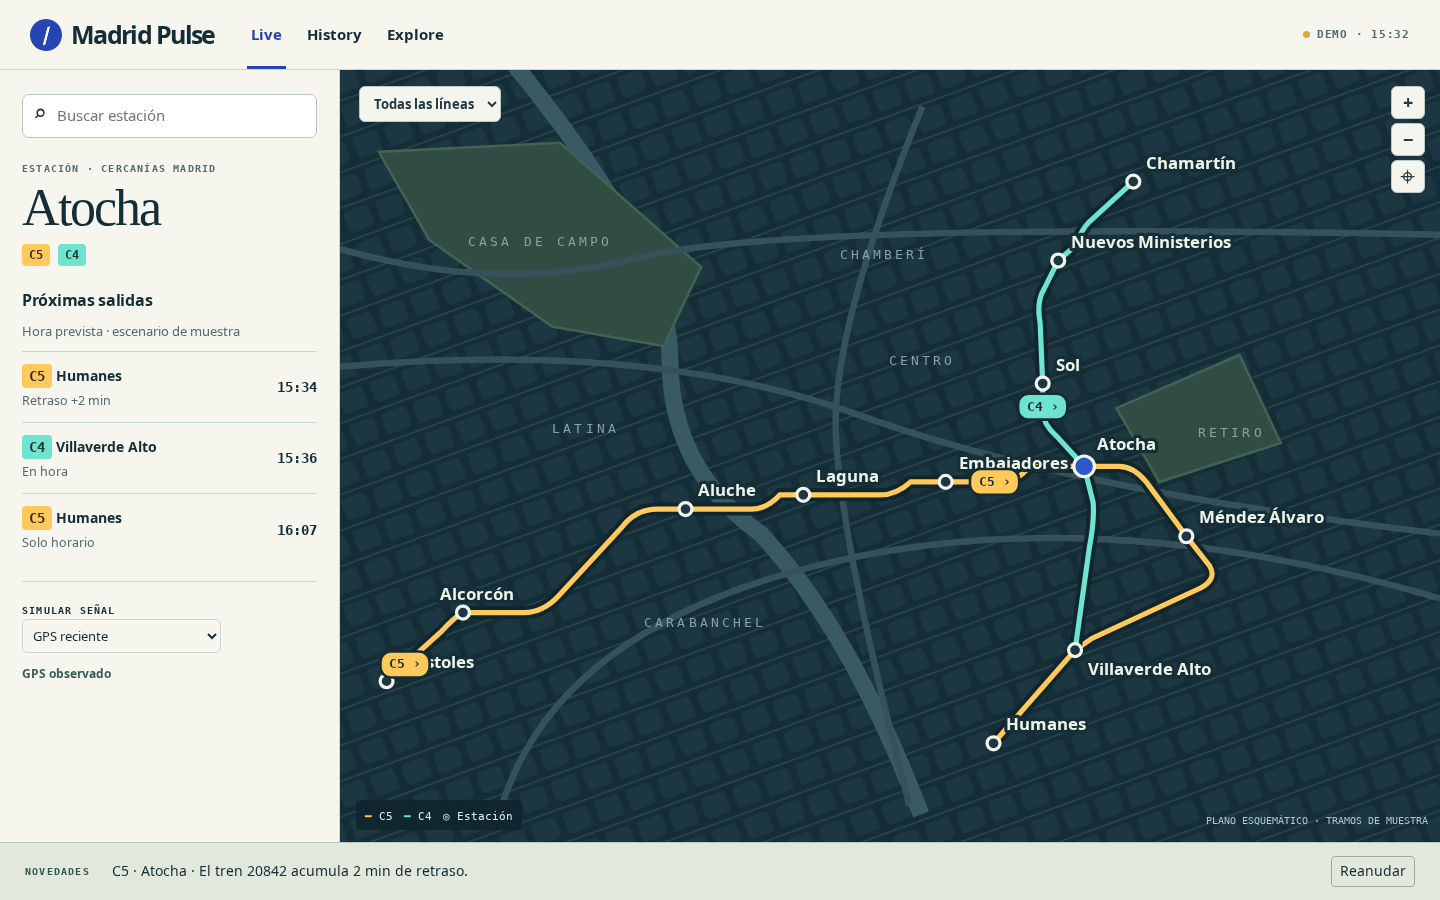 Madrid Pulse
Live
History
Explore
DEMO · 15:32
Buscar estación
ESTACIÓN · CERCANÍAS MADRID
Atocha
C5 C4
Próximas salidas
Hora prevista · escenario de muestra
C5 Humanes
15:34
Retraso +2 min
C4 Villaverde Alto
15:36
En hora
C5 Humanes
16:07
Solo horario
SIMULAR SEÑAL
GPS reciente
GPS observado
Todas las líneas
+
−
CASA DE CAMPO
CHAMBERÍ
CENTRO
LATINA
RETIRO
CARABANCHEL
Chamartín
Nuevos Ministerios
Sol
C4 ›
Atocha
Embajadores
C5 ›
Laguna
Aluche
Méndez Álvaro
Alcorcón
C5 ›
stoles
Villaverde Alto
Humanes
C5 C4 ◎ Estación
PLANO ESQUEMÁTICO · TRAMOS DE MUESTRA
NOVEDADES
C5 · Atocha · El tren 20842 acumula 2 min de retraso.
Reanudar